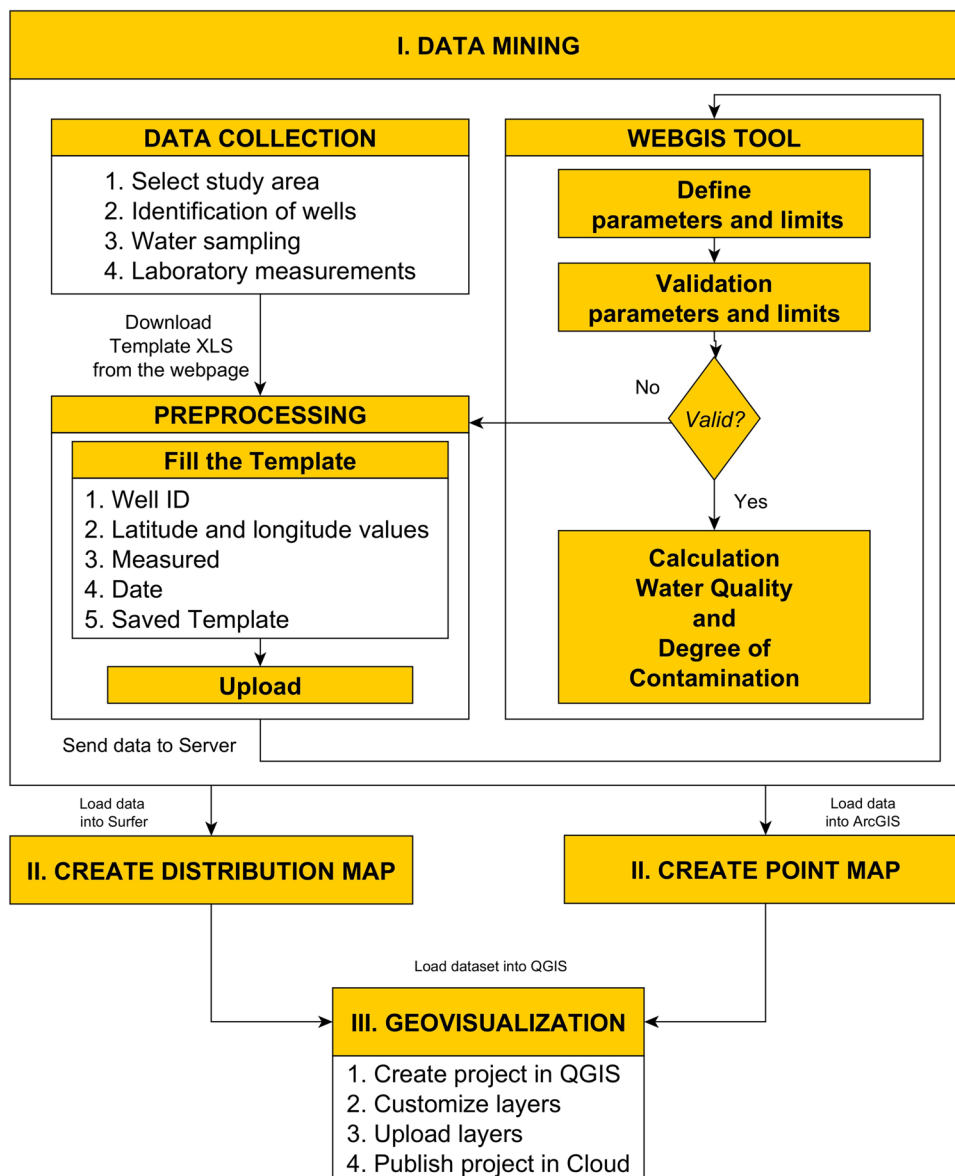 I. DATA MINING
DATA COLLECTION
1. Select study area
2. Identification of wells
3. Water sampling
4. Laboratory measurements
Download
Template XLS
from the webpage
PREPROCESSING
Fill the Template
1. Well ID
2. Latitude and longitude values
3. Measured
4. Date
5. Saved Template
Upload
Send data to Server
WEBGIS TOOL
Define
parameters and limits
Validation
parameters and limits
No
Valid?
Yes
Calculation
Water Quality
and
Degree of
Contamination
Load data
into Surfer
Load data
into ArcGIS
II. CREATE DISTRIBUTION MAP
II. CREATE POINT MAP
Load dataset into QGIS
III. GEOVISUALIZATION
1. Create project in QGIS
2. Customize layers
3. Upload layers
4. Publish project in Cloud